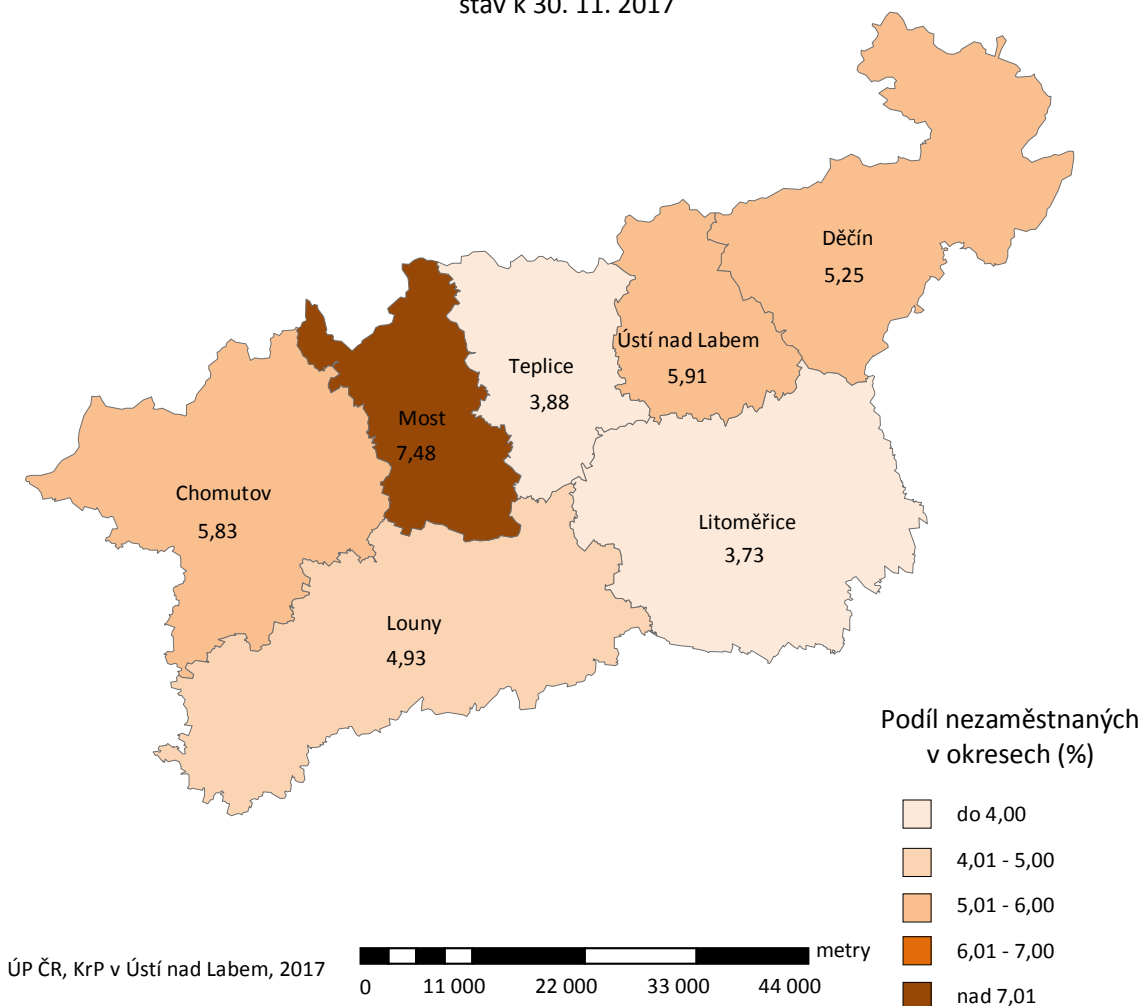 stav k 30. 11. 2017
Děčín
5,25
Ústí nad Labem
5,91
Teplice
3,88
Most
7,48
Chomutov
5,83
Litoměřice
3,73
Louny
4,93
Podíl nezaměstnaných
v okresech (%)
do 4,00
4,01 - 5,00
5,01 - 6,00
6,01 - 7,00
nad 7,01
metry
0 11 000 22 000 33 000 44 000
ÚP ČR, KrP v Ústí nad Labem, 2017